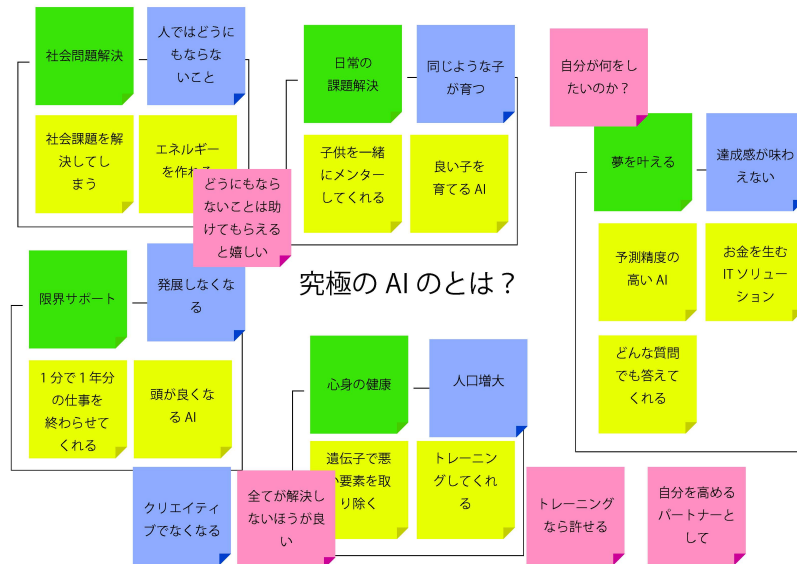 社会問題解決
人ではどうに
もならな
いこと
社会課題を解
決してし
まう
エネルギー
を作れる
どうにもなら
ないことは助
けてもらえる
と嬉しい
日常の
課題解決
同じような子
が育つ
子供を一緒
にメンター
してくれる
良い子を
育てる AI
自分が何をし
たいのか？
夢を叶える
達成感が味わ
えない
予測精度の
高い AI
お金を生む
IT ソリュー
ション
どんな質問
でも答えて
くれる
究極の AI のとは？
限界サポート
発展しなくな
る
1 分で 1 年分
の仕事を
終わらせて
くれる
頭が良くな
る AI
クリエイティ
ブでなくなる
心身の健康
人口増大
遺伝子で悪
い要素を取
り除く
トレーニン
グしてくれ
る
全てが解決し
ないほうが良
い
トレーニング
なら許せる
自分を高める
パートナーと
して